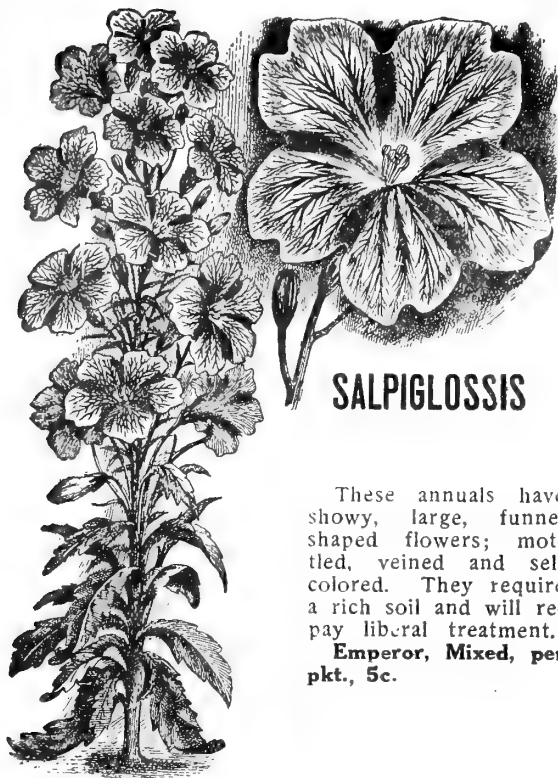 SALPIGLOSSIS
These annuals have
showy, large, funne
shaped flowers; mot
tled, veined and sel
colored. They require
a rich soil and will re
pay liberal treatment.
Emperor, Mixed, per
pkt., 5c.